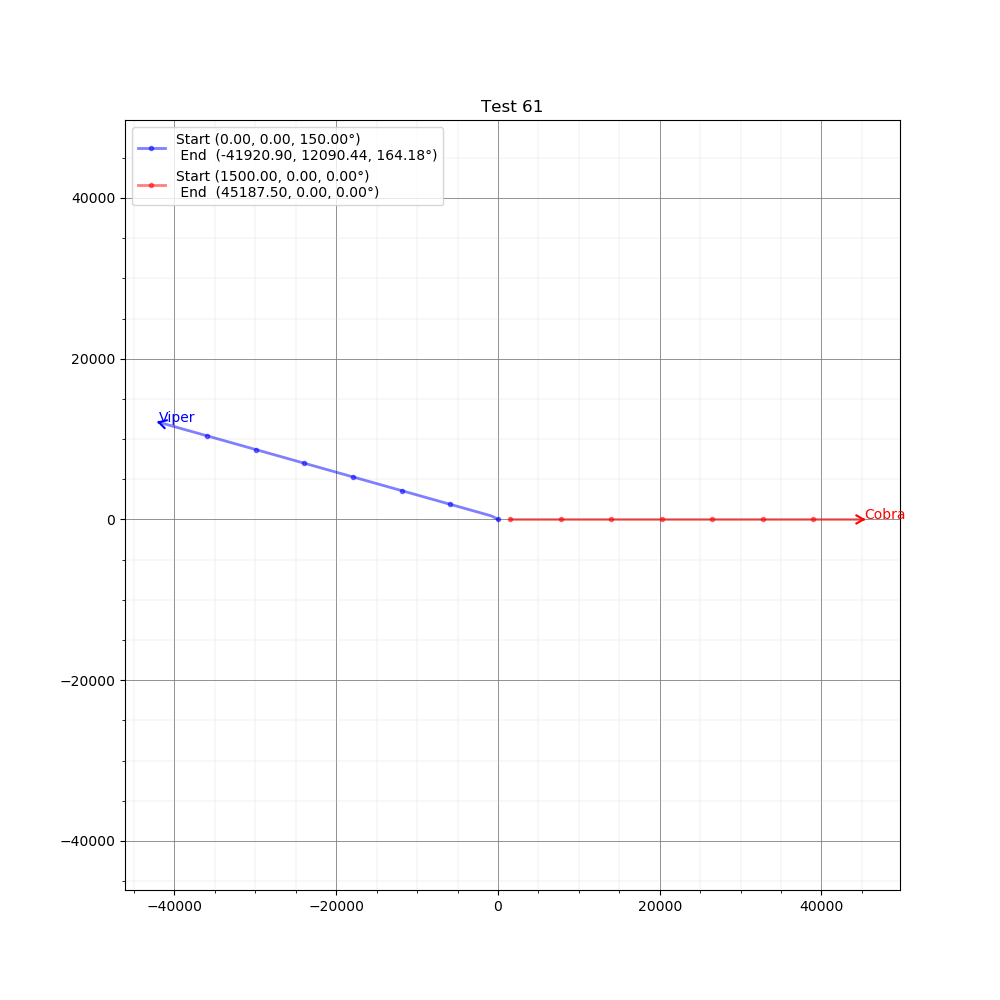 Test 61
Start (0.00, 0.00, 150.00°)
End  (-41920.90, 12090.44, 164.18°)
Start (1500.00, 0.00, 0.00°)
End  (45187.50, 0.00, 0.00°)
40000
20000
Viper
0
Cobra
−20000
−40000
−40000
−20000
0
20000
40000